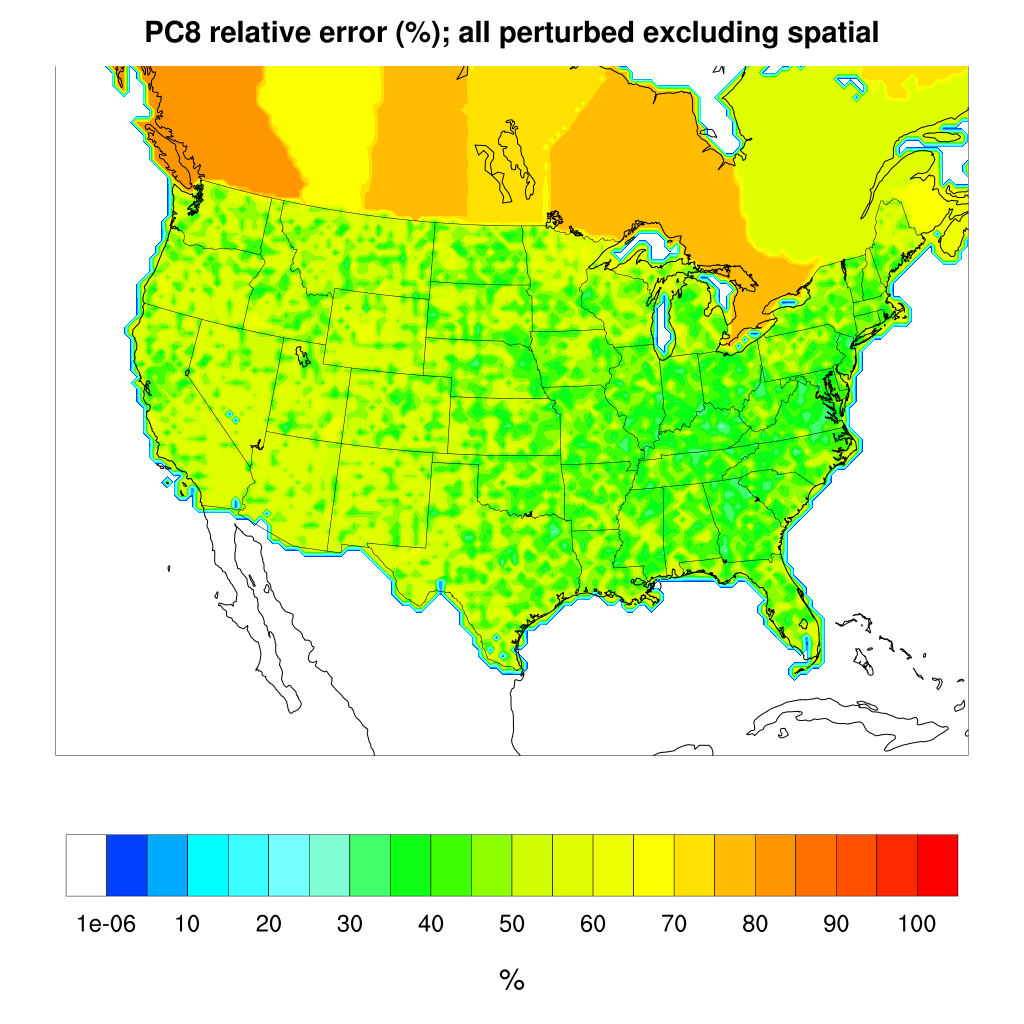 PC8 relative error (%); all perturbed excluding spatial
1e-06 10 20 30 40 50 60 70 80 90 100
%